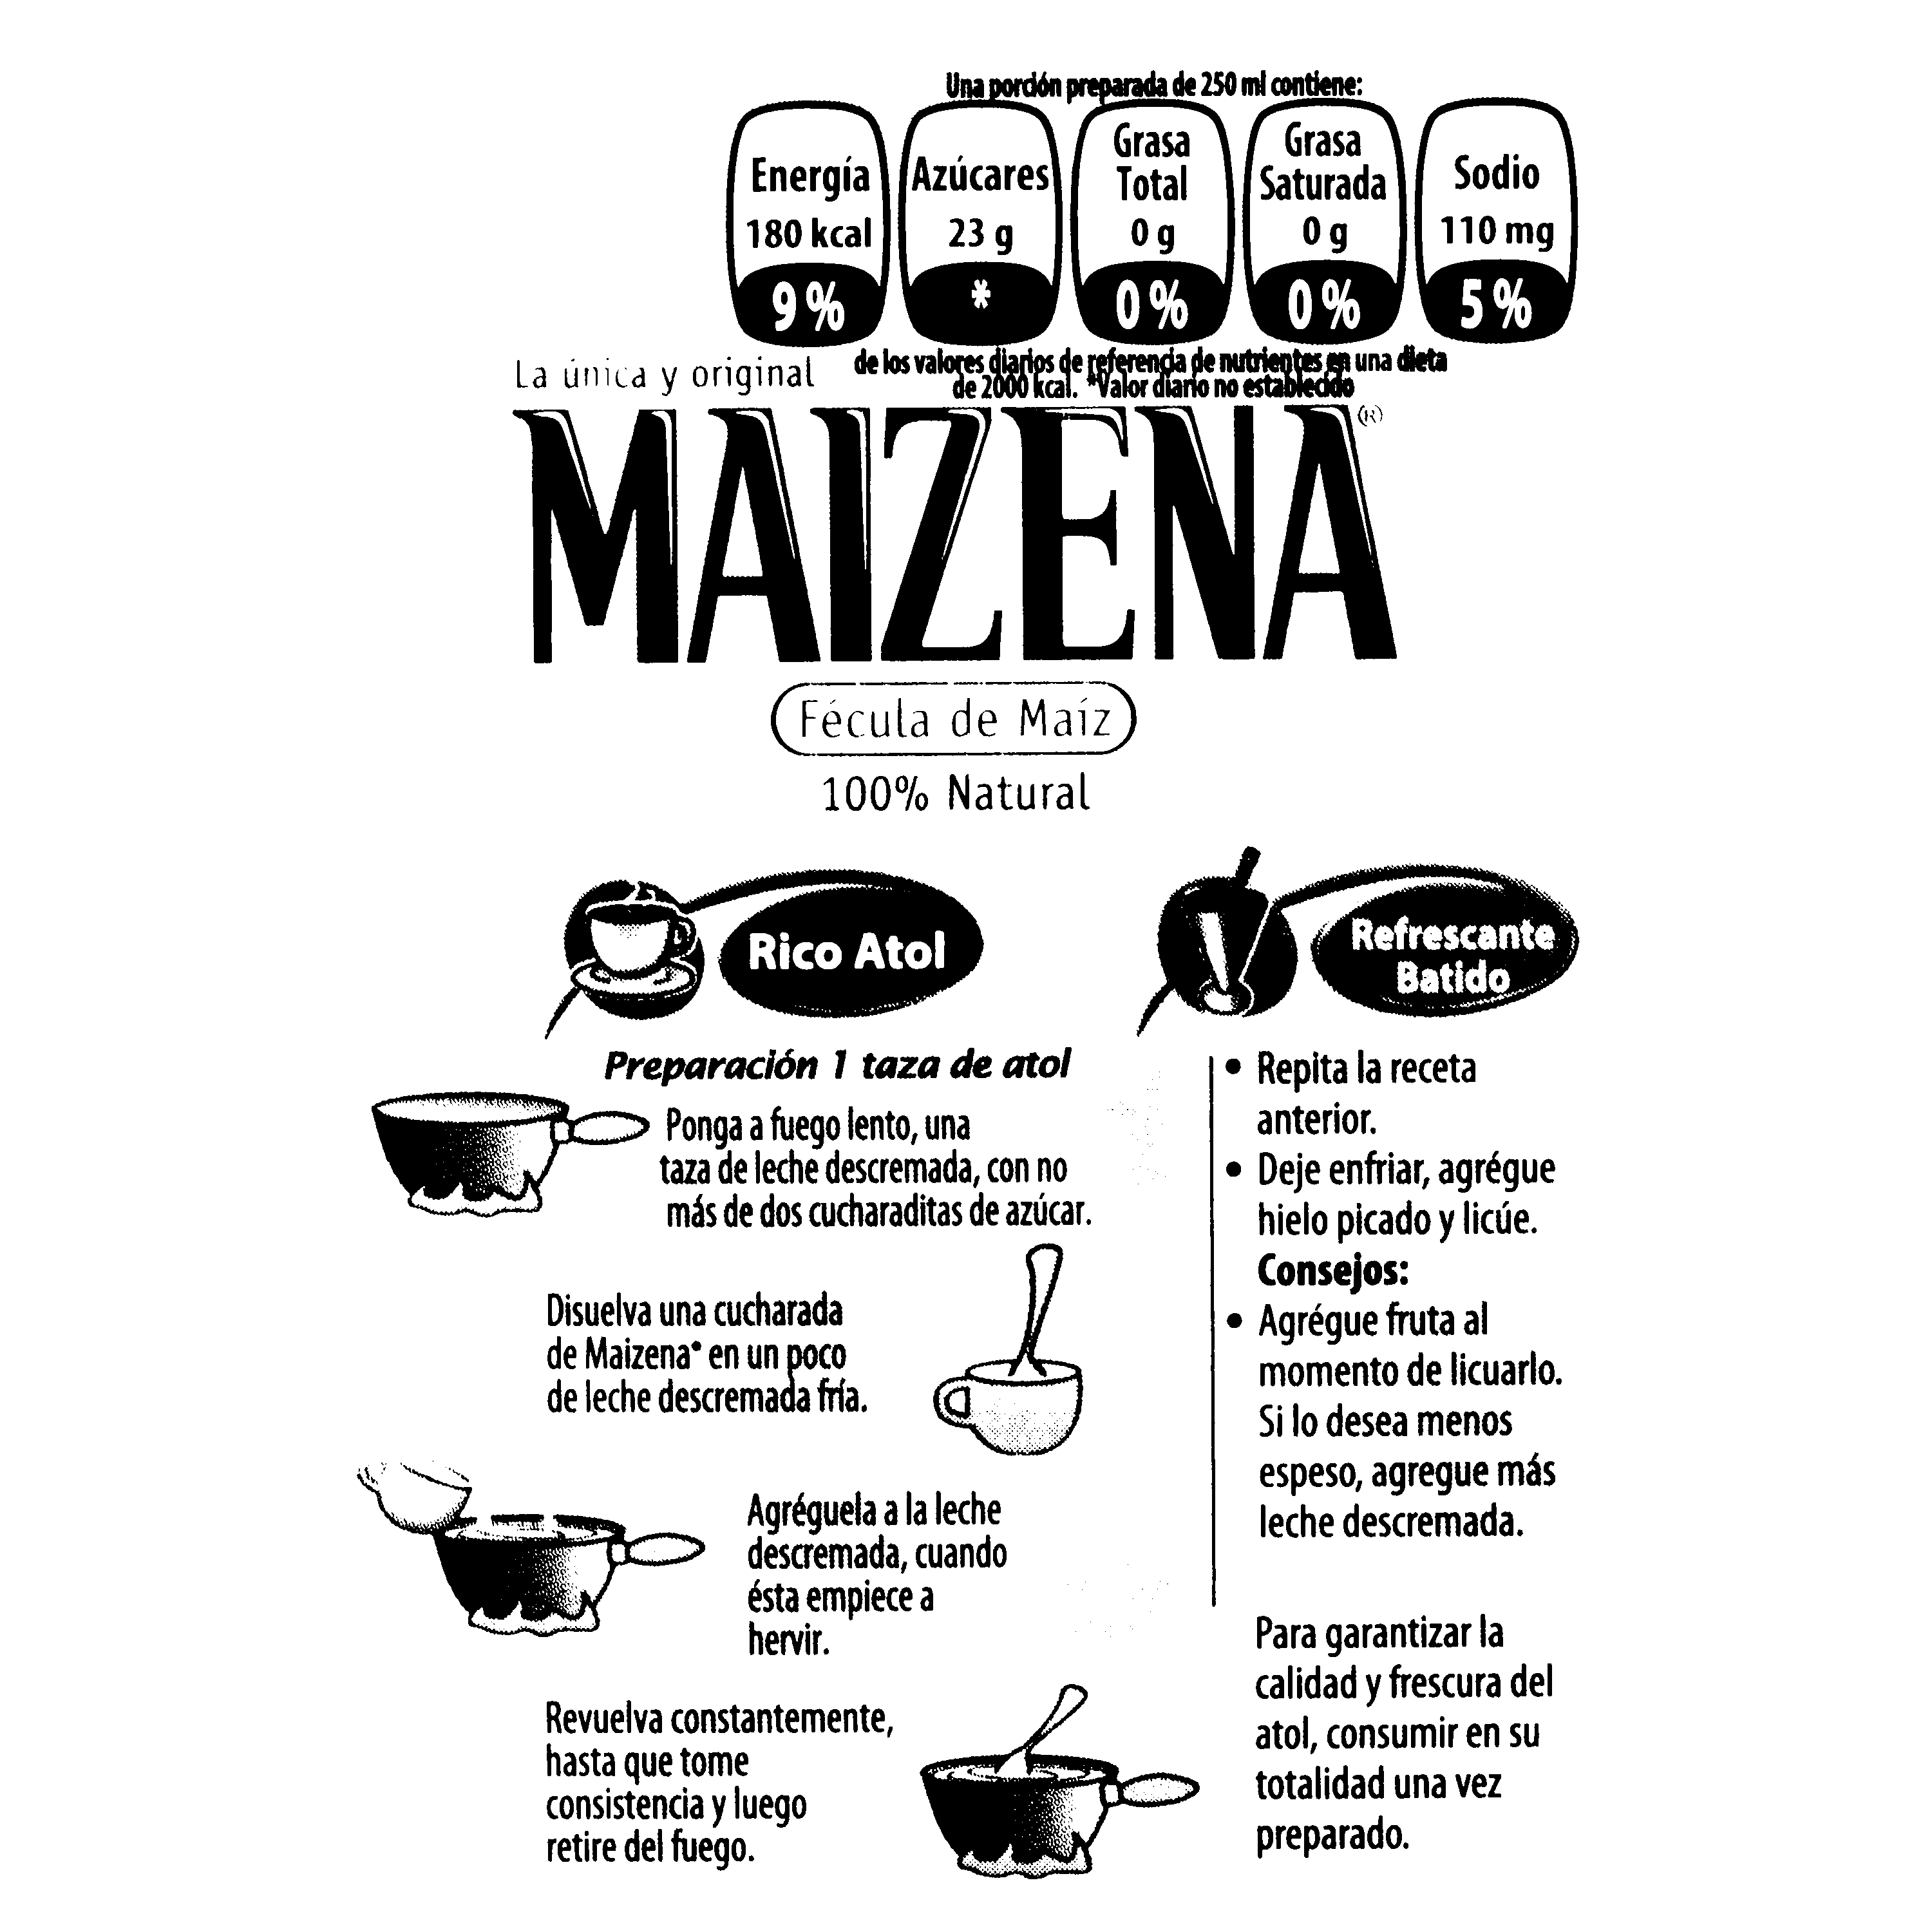 Una porción preparada de 250 ml contiene:
Energía
180 kcal
9%
Azúcares
23 g
*
Grasa
Total
0 g
0%
Grasa
Saturada
0 g
0%
Sodio
110 mg
5%
de los valores diarios de referencia de nutrientes en una dieta
de 2000 kcal. *Valor diario no establecido
La única y original
MAIZENA®
Fécula de Maíz
100% Natural
Rico Atol
Preparación 1 taza de atol
Ponga a fuego lento, una
taza de leche descremada, con no
más de dos cucharaditas de azúcar.
Disuelva una cucharada
de Maizena® en un poco
de leche descremada fría.
Agréguela a la leche
descremada, cuando
ésta empiece a
hervir.
Revuelva constantemente,
hasta que tome
consistencia y luego
retire del fuego.
Refrescante
Batido
• Repita la receta
anterior.
• Deje enfriar, agrégue
hielo picado y licúe.
Consejos:
• Agrégue fruta al
momento de licuarlo.
Si lo desea menos
espeso, agregue más
leche descremada.
Para garantizar la
calidad y frescura del
atol, consumir en su
totalidad una vez
preparado.